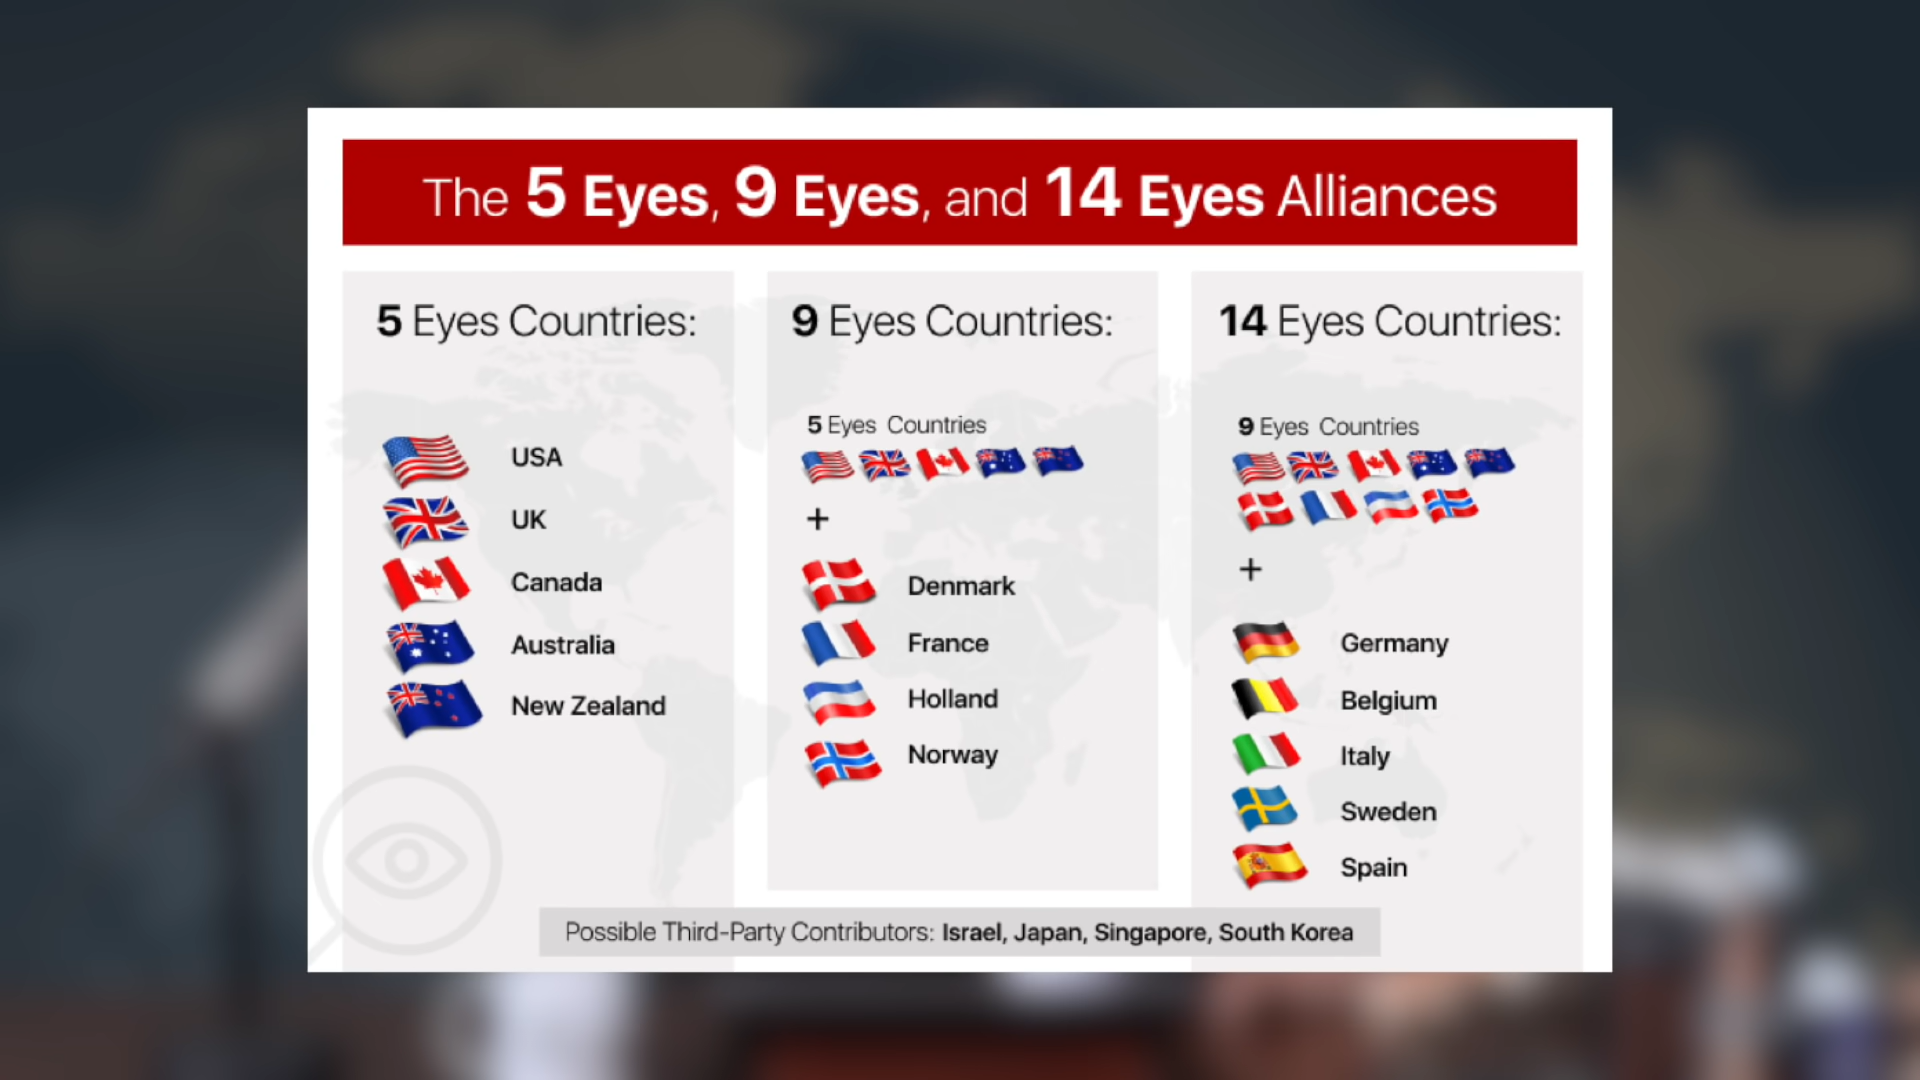 The 5 Eyes, 9 Eyes, and 14 Eyes Alliances
5 Eyes Countries:
USA
UK
Canada
Australia
New Zealand
9 Eyes Countries:
5 Eyes Countries
+
Denmark
France
Holland
Norway
14 Eyes Countries:
9 Eyes Countries
+
Germany
Belgium
Italy
Sweden
Spain
Possible Third-Party Contributors: Israel, Japan, Singapore, South Korea